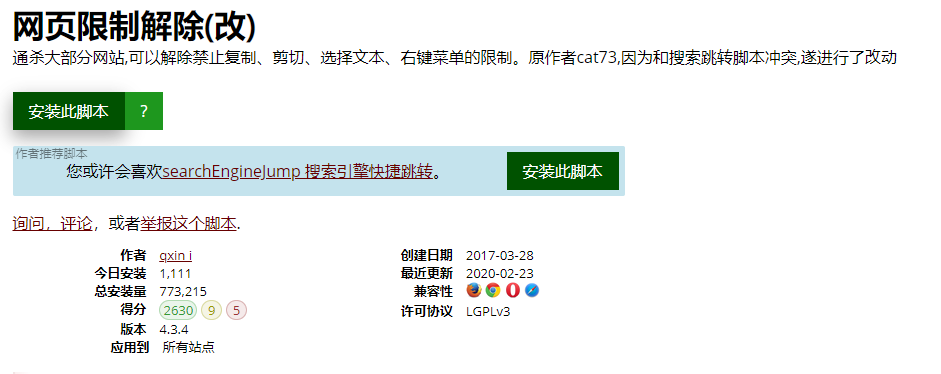 网页限制解除(改)
通杀大部分网站,可以解除禁止复制、剪切、选择文本、右键菜单的限制。原作者cat73,因为和搜索跳转脚本冲突,遂进行了改动
安装此脚本 ?
作者推荐脚本
您或许会喜欢searchEngineJump 搜索引擎快捷跳转。 安装此脚本
询问，评论，或者举报这个脚本.
作者 qxin i 创建日期 2017-03-28
今日安装 1,111 最近更新 2020-02-23
总安装量 773,215 兼容性
得分 2630 9 5 许可协议 LGPLv3
版本 4.3.4
应用到 所有站点